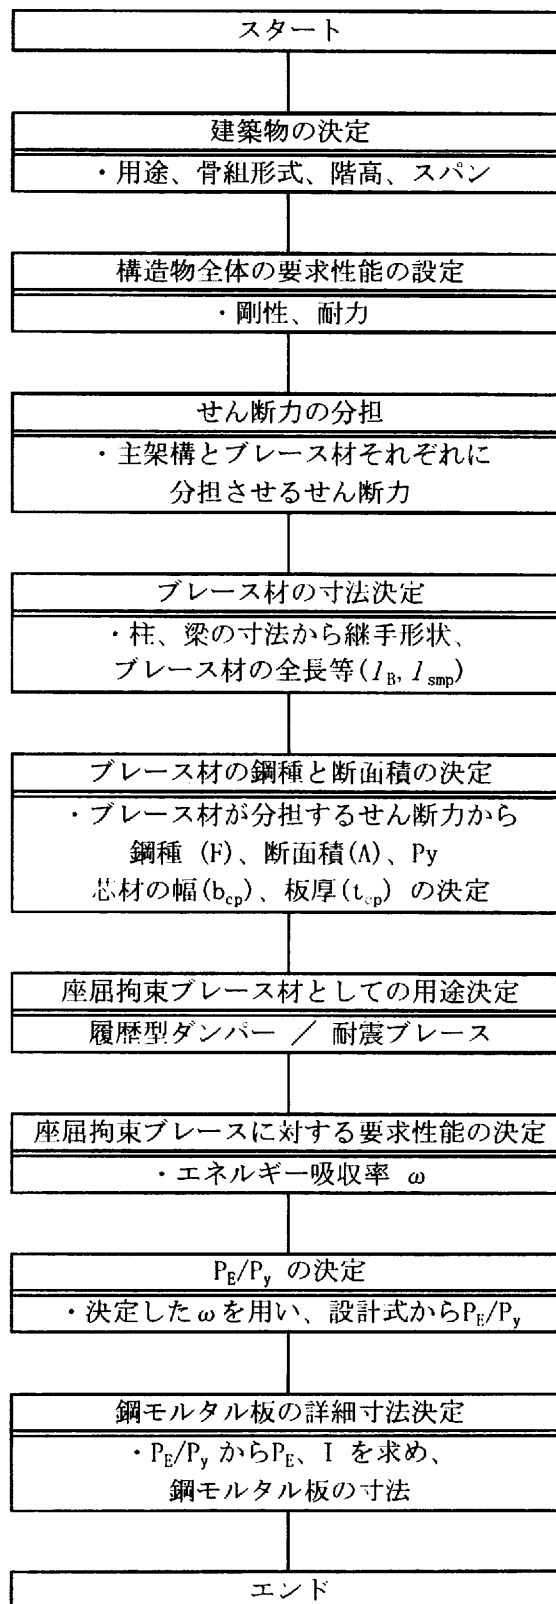 スタート
建築物の決定
・用途、骨組形式、階高、スパン
構造物全体の要求性能の設定
・剛性、耐力
せん断力の分担
・主架構とブレース材それぞれに
分担させるせん断力
ブレース材の寸法決定
・柱、梁の寸法から継手形状、
ブレース材の全長等(l_B, l_smp)
ブレース材の鋼種と断面積の決定
・ブレース材が分担するせん断力から
鋼種 (F)、断面積(A)、Py
芯材の幅(b_cp)、板厚(t_cp) の決定
座屈拘束ブレース材としての用途決定
履歴型ダンパー ／ 耐震ブレース
座屈拘束ブレースに対する要求性能の決定
・エネルギー吸収率 ω
P_E/P_y の決定
・決定したωを用い、設計式からP_E/P_y
鋼モルタル板の詳細寸法決定
・P_E/P_y からP_E、I を求め、
鋼モルタル板の寸法
エンド